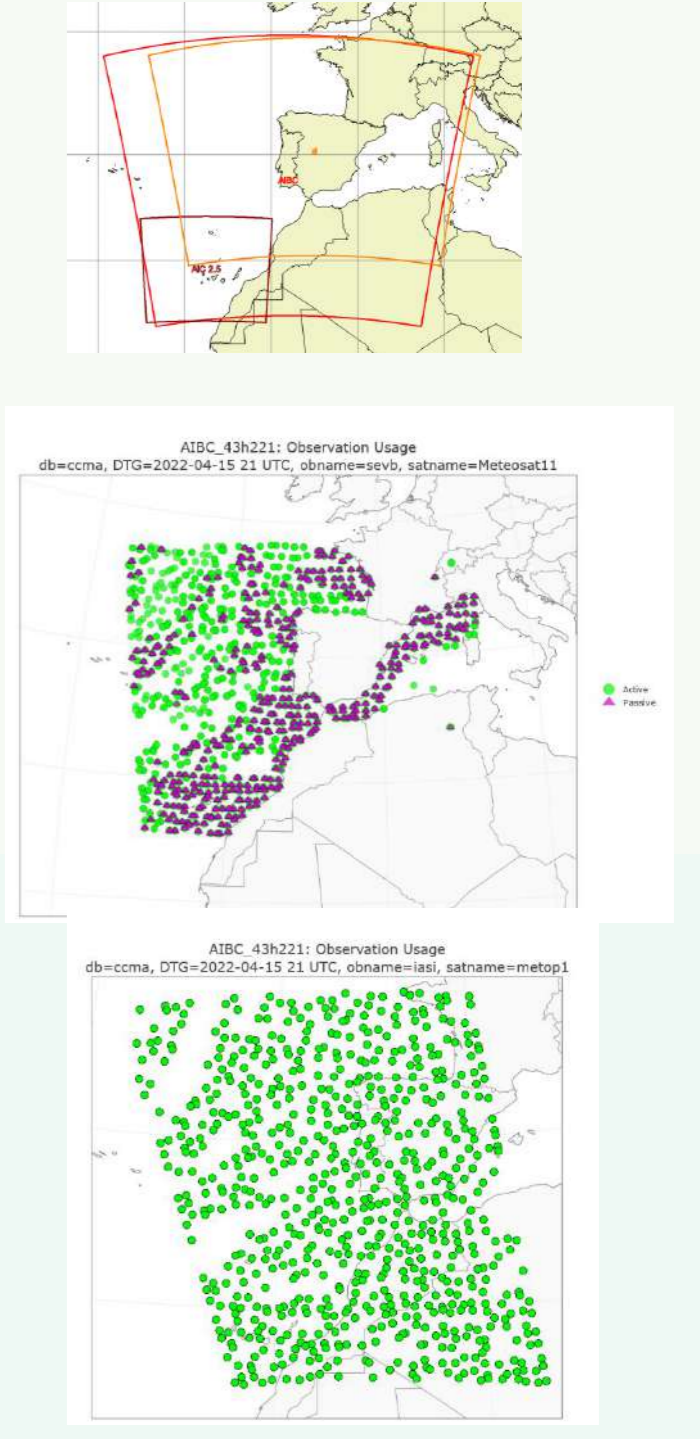 AIBC
AIC 2.5
AIBC_43h221: Observation Usage
db=ccma, DTG=2022-04-15 21 UTC, obname=sevb, satname=Meteosat11
Active
Passive
AIBC_43h221: Observation Usage
db=ccma, DTG=2022-04-15 21 UTC, obname=iasi, satname=metop1